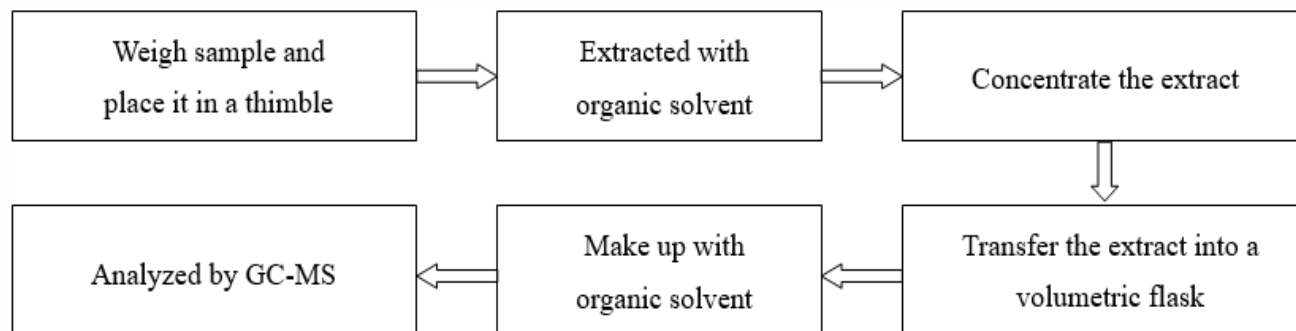 Weigh sample and
place it in a thimble
Extracted with
organic solvent
Concentrate the extract
Transfer the extract into a
volumetric flask
Make up with
organic solvent
Analyzed by GC-MS